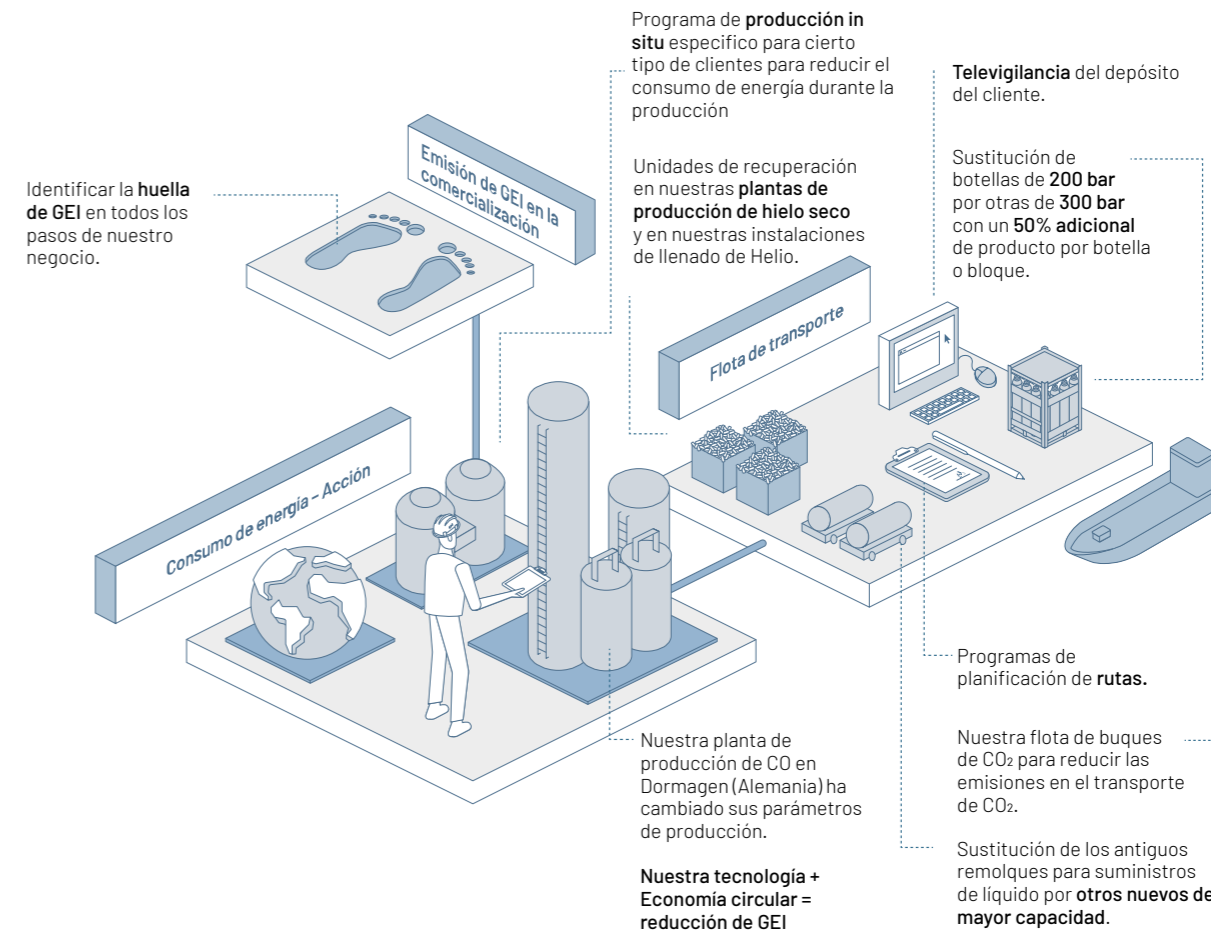 Programa de producción in
situ especifico para cierto
tipo de clientes para reducir el
consumo de energía durante la
producción
Televigilancia del depósito
del cliente.
Emisión de GEI en la
comercialización
Identificar la huella
de GEI en todos los
pasos de nuestro
negocio.
Unidades de recuperación
en nuestras plantas de
producción de hielo seco
y en nuestras instalaciones
de llenado de Helio.
Sustitución de
botellas de 200 bar
por otras de 300 bar
con un 50% adicional
de producto por botella
o bloque.
Flota de transporte
Consumo de energía – Acción
Nuestra planta de
producción de CO en
Dormagen (Alemania) ha
cambiado sus parámetros
de producción.
Nuestra tecnología +
Economía circular =
reducción de GEI
Programas de
planificación de rutas.
Nuestra flota de buques
de CO₂ para reducir las
emisiones en el transporte
de CO₂.
Sustitución de los antiguos
remolques para suministros
de líquido por otros nuevos de
mayor capacidad.